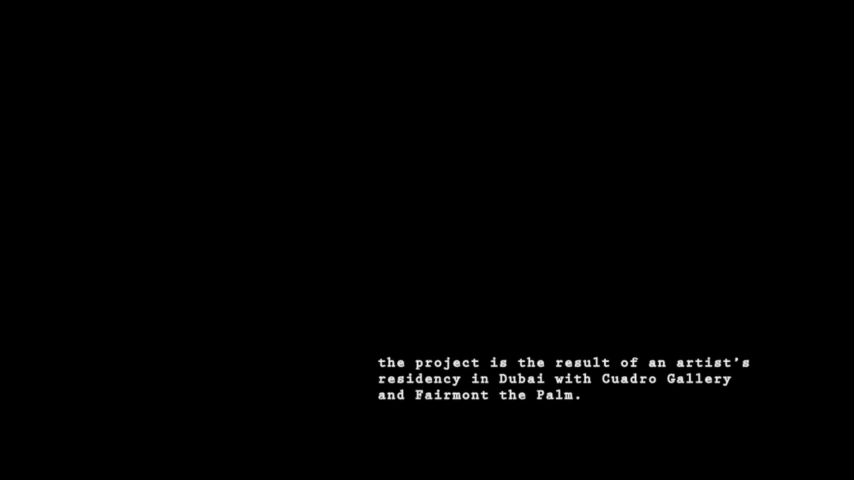 the project is the result of an artist’s
residency in Dubai with Cuadro Gallery
and Fairmont the Palm.